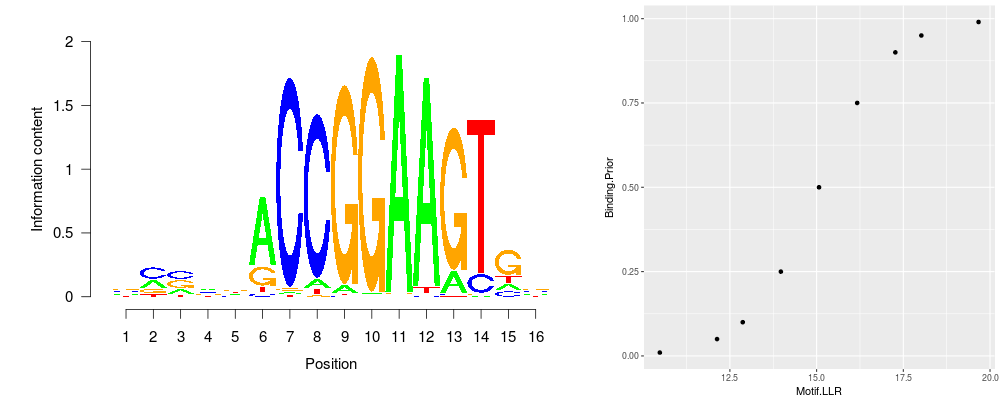 2
1.5
1
0.5
0
Information content
ACCGGAAGT
G
CC
A
G
G
A
A
A
C
1 2 3 4 5 6 7 8 9 10 11 12 13 14 15 16
Position
1.00
0.75
0.50
0.25
0.00
Binding.Prior
12.5 15.0 17.5 20.0
Motif.LLR